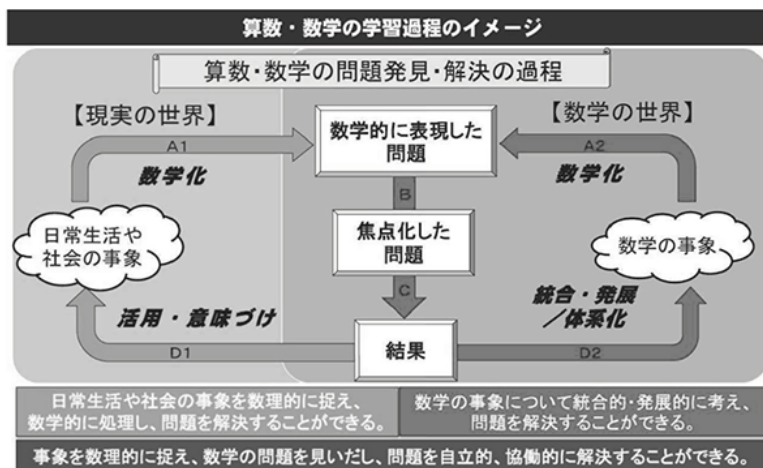 算数・数学の学習過程のイメージ
算数・数学の問題発見・解決の過程
【現実の世界】
【数学の世界】
数学的に表現した
問題
A1
数学化
A2
数学化
B
日常生活や
社会の事象
焦点化した
問題
数学の事象
C
活用・意味づけ
統合・発展
／体系化
D1
結果
D2
日常生活や社会の事象を数理的に捉え、
数学的に処理し、問題を解決することができる。
数学の事象について統合的・発展的に考え、
問題を解決することができる。
事象を数理的に捉え、数学の問題を見いだし、問題を自立的、協働的に解決することができる。